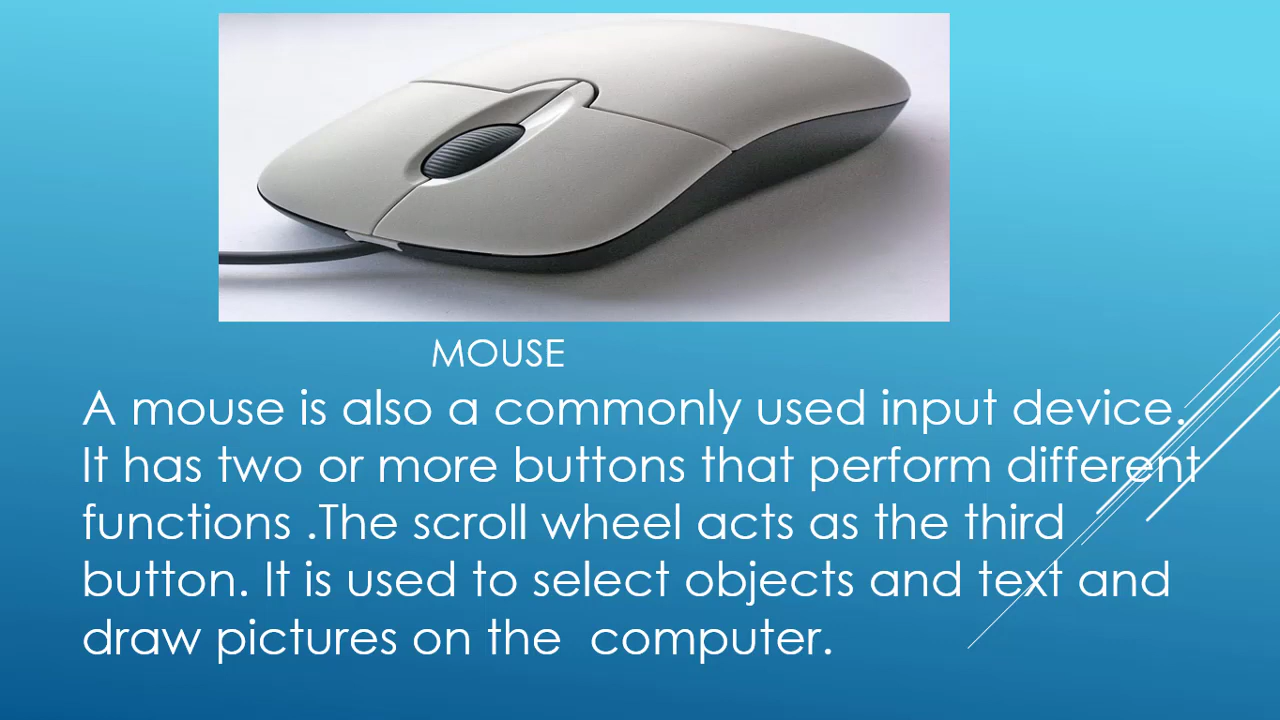 MOUSE
A mouse is also a commonly used input device.
It has two or more buttons that perform different
functions .The scroll wheel acts as the third
button. It is used to select objects and text and
draw pictures on the  computer.